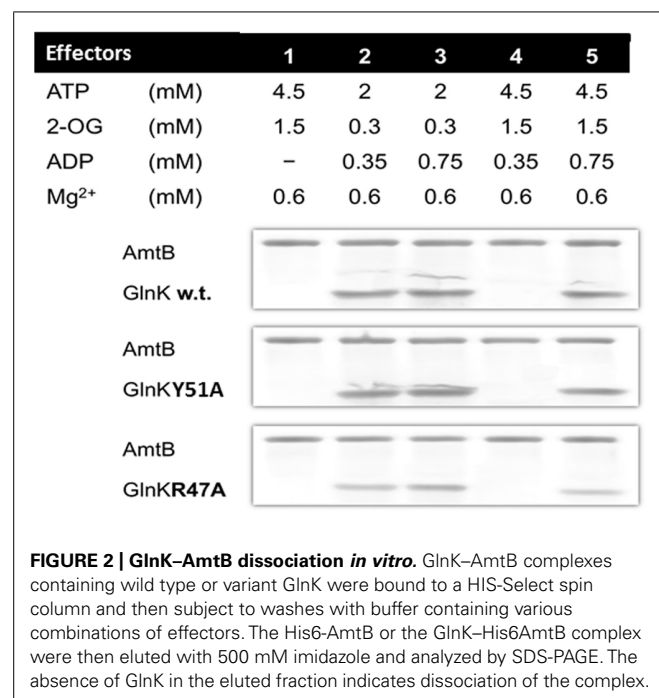 Effectors 1 2 3 4 5
ATP (mM) 4.5 2 2 4.5 4.5
2-OG (mM) 1.5 0.3 0.3 1.5 1.5
ADP (mM) – 0.35 0.75 0.35 0.75
Mg²⁺ (mM) 0.6 0.6 0.6 0.6 0.6
AmtB
GlnK w.t.
AmtB
GlnKY51A
AmtB
GlnKR47A
FIGURE 2 | GlnK–AmtB dissociation in vitro. GlnK–AmtB complexes
containing wild type or variant GlnK were bound to a HIS-Select spin
column and then subject to washes with buffer containing various
combinations of effectors. The His6-AmtB or the GlnK–His6AmtB complex
were then eluted with 500 mM imidazole and analyzed by SDS-PAGE. The
absence of GlnK in the eluted fraction indicates dissociation of the complex.